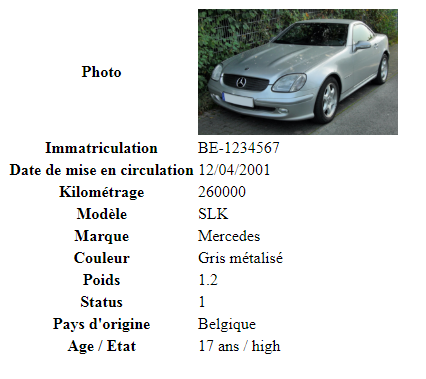 Photo
Immatriculation BE-1234567
Date de mise en circulation 12/04/2001
Kilométrage 260000
Modèle SLK
Marque Mercedes
Couleur Gris métalisé
Poids 1.2
Status 1
Pays d'origine Belgique
Age / Etat 17 ans / high